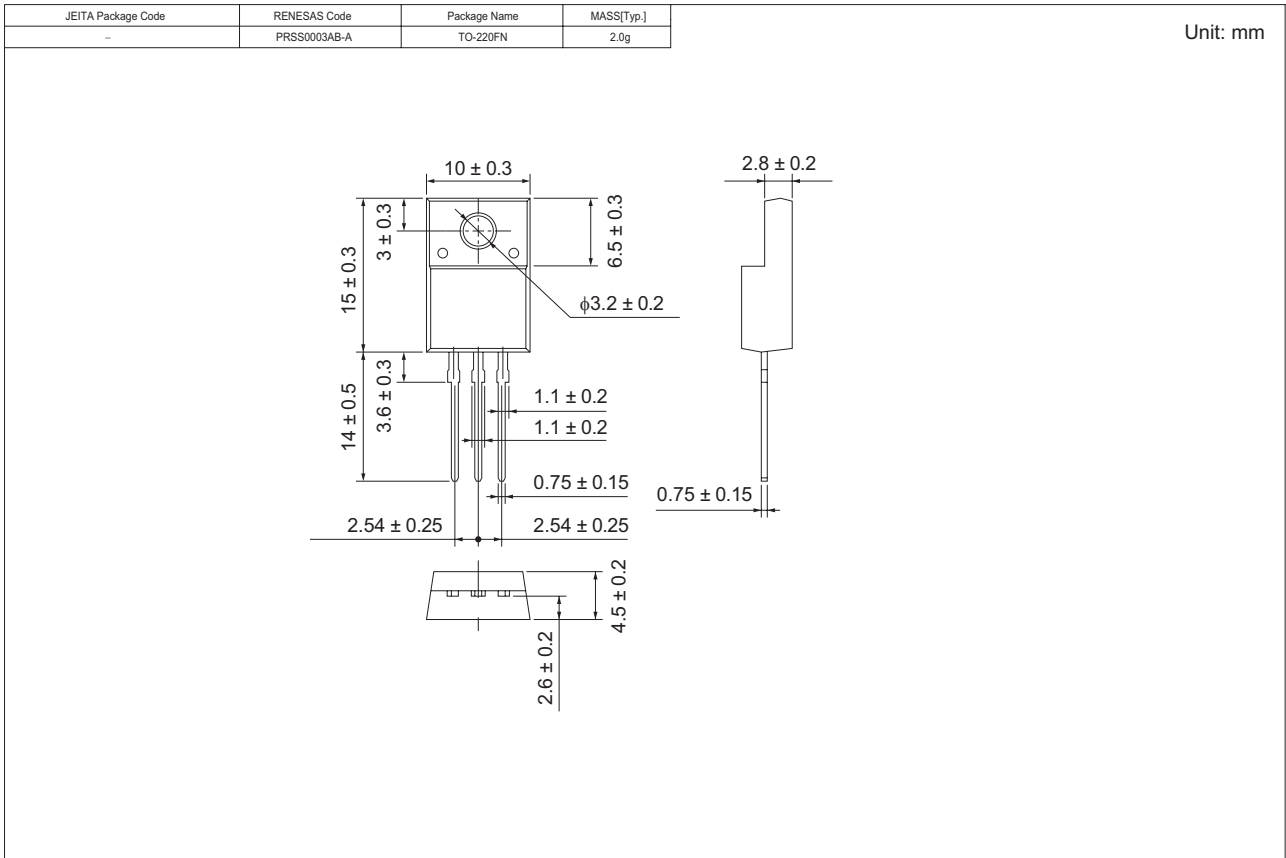 JEITA Package Code RENESAS Code Package Name MASS[Typ.]
− PRSS0003AB-A TO-220FN 2.0g
Unit: mm
10 ± 0.3
2.8 ± 0.2
3 ± 0.3
6.5 ± 0.3
15 ± 0.3
ϕ3.2 ± 0.2
3.6 ± 0.3
14 ± 0.5
1.1 ± 0.2
1.1 ± 0.2
0.75 ± 0.15
0.75 ± 0.15
2.54 ± 0.25
2.54 ± 0.25
4.5 ± 0.2
2.6 ± 0.2